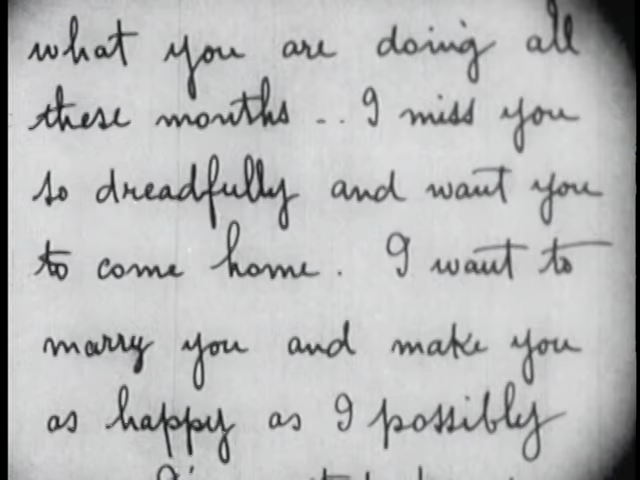 what you are doing all
these months .. I miss you
so dreadfully and want you
to come home. I want to
marry you and make you
as happy as I possibly